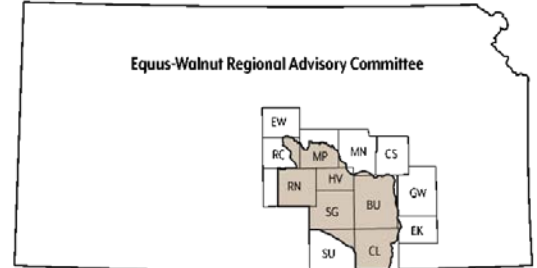 Equus-Walnut Regional Advisory Committee
EW
RC MP MN CS
RN HV GW
SG BU
EK
SU CL